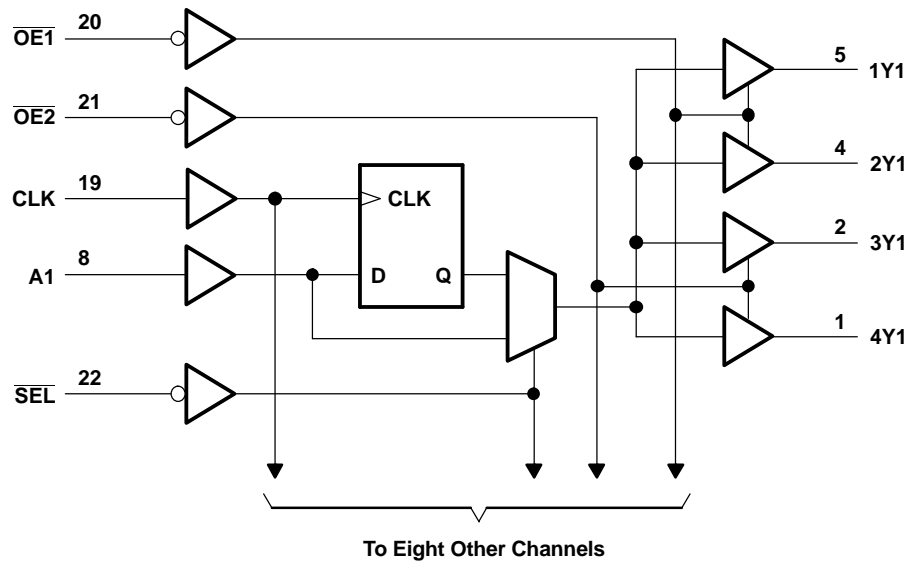 OE1 20
OE2 21
CLK 19
A1 8
SEL 22
CLK
D Q
5 1Y1
4 2Y1
2 3Y1
1 4Y1
To Eight Other Channels